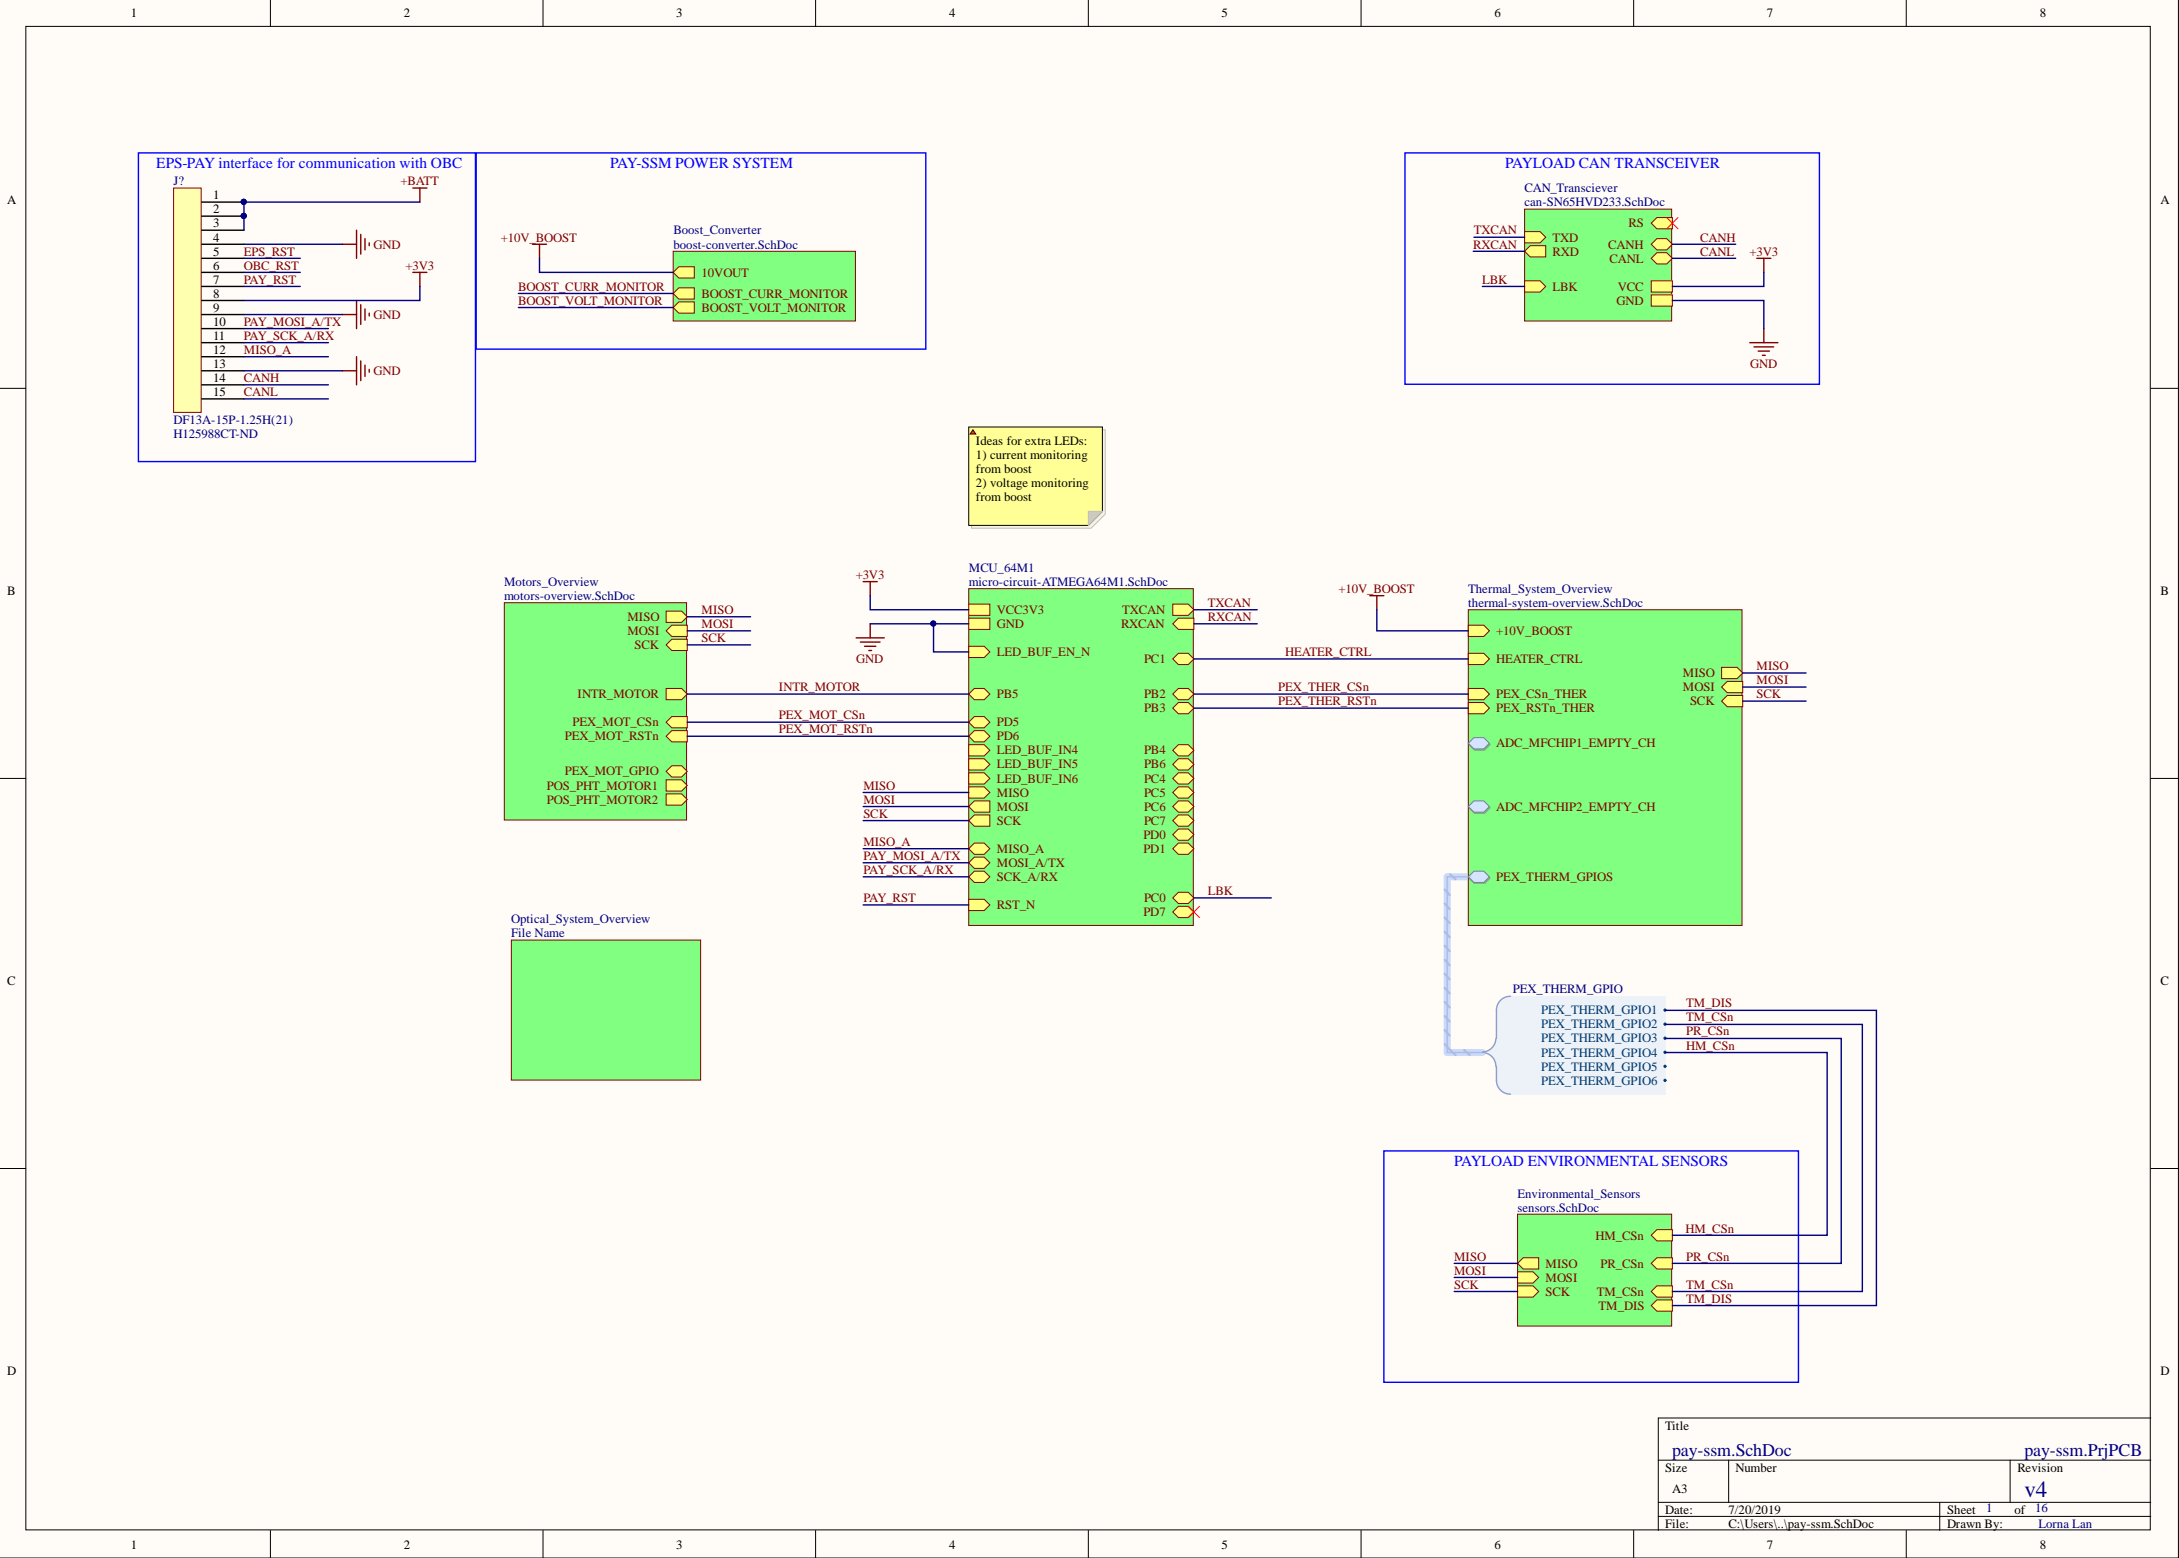 1 2 3 4 5 6 7 8
A
B
C
D
EPS-PAY interface for communication with OBC
J?
+BATT
1
2
3
4 GND
5 EPS_RST
6 OBC_RST
+3V3
7 PAY_RST
8
9 GND
10 PAY_MOSI_A/TX
11 PAY_SCK_A/RX
12 MISO_A
13 GND
14 CANH
15 CANL
DF13A-15P-1.25H(21)
H125988CT-ND
PAY-SSM POWER SYSTEM
+10V_BOOST
Boost_Converter
boost-converter.SchDoc
10VOUT
BOOST_CURR_MONITOR BOOST_CURR_MONITOR
BOOST_VOLT_MONITOR BOOST_VOLT_MONITOR
PAYLOAD CAN TRANSCEIVER
CAN_Transciever
can-SN65HVD233.SchDoc
RS
TXCAN TXD
RXCAN RXD
CANH CANH
CANL CANL
+3V3
LBK LBK
VCC
GND
GND
Ideas for extra LEDs:
1) current monitoring
from boost
2) voltage monitoring
from boost
Motors_Overview
motors-overview.SchDoc
MISO MISO
MOSI MOSI
SCK SCK
INTR_MOTOR INTR_MOTOR
PEX_MOT_CSn PEX_MOT_CSn
PEX_MOT_RSTn PEX_MOT_RSTn
PEX_MOT_GPIO
POS_PHT_MOTOR1
POS_PHT_MOTOR2
+3V3
GND
MCU_64M1
micro-circuit-ATMEGA64M1.SchDoc
VCC3V3
GND
LED_BUF_EN_N
PB5
PD5
PD6
LED_BUF_IN4
LED_BUF_IN5
LED_BUF_IN6
MISO MISO
MOSI MOSI
SCK SCK
MISO_A MISO_A
PAY_MOSI_A/TX MOSI_A/TX
PAY_SCK_A/RX SCK_A/RX
PAY_RST RST_N
TXCAN TXCAN
RXCAN RXCAN
PC1 HEATER_CTRL
PB2 PEX_THER_CSn
PB3 PEX_THER_RSTn
PB4
PB6
PC4
PC5
PC6
PC7
PD0
PD1
PC0 LBK
PD7
+10V_BOOST
Thermal_System_Overview
thermal-system-overview.SchDoc
+10V_BOOST
HEATER_CTRL
MISO MISO
MOSI MOSI
SCK SCK
PEX_CSn_THER
PEX_RSTn_THER
ADC_MFCHIP1_EMPTY_CH
ADC_MFCHIP2_EMPTY_CH
PEX_THERM_GPIOS
Optical_System_Overview
File Name
PEX_THERM_GPIO
PEX_THERM_GPIO1 TM_DIS
PEX_THERM_GPIO2 TM_CSn
PEX_THERM_GPIO3 PR_CSn
PEX_THERM_GPIO4 HM_CSn
PEX_THERM_GPIO5
PEX_THERM_GPIO6
PAYLOAD ENVIRONMENTAL SENSORS
Environmental_Sensors
sensors.SchDoc
HM_CSn HM_CSn
MISO MISO PR_CSn PR_CSn
MOSI MOSI
SCK SCK TM_CSn TM_CSn
TM_DIS TM_DIS
Title
pay-ssm.SchDoc pay-ssm.PrjPCB
Size Number Revision
A3 v4
Date: 7/20/2019 Sheet 1 of 16
File: C:\Users\..\pay-ssm.SchDoc Drawn By: Lorna Lan
A
B
C
D
1 2 3 4 5 6 7 8